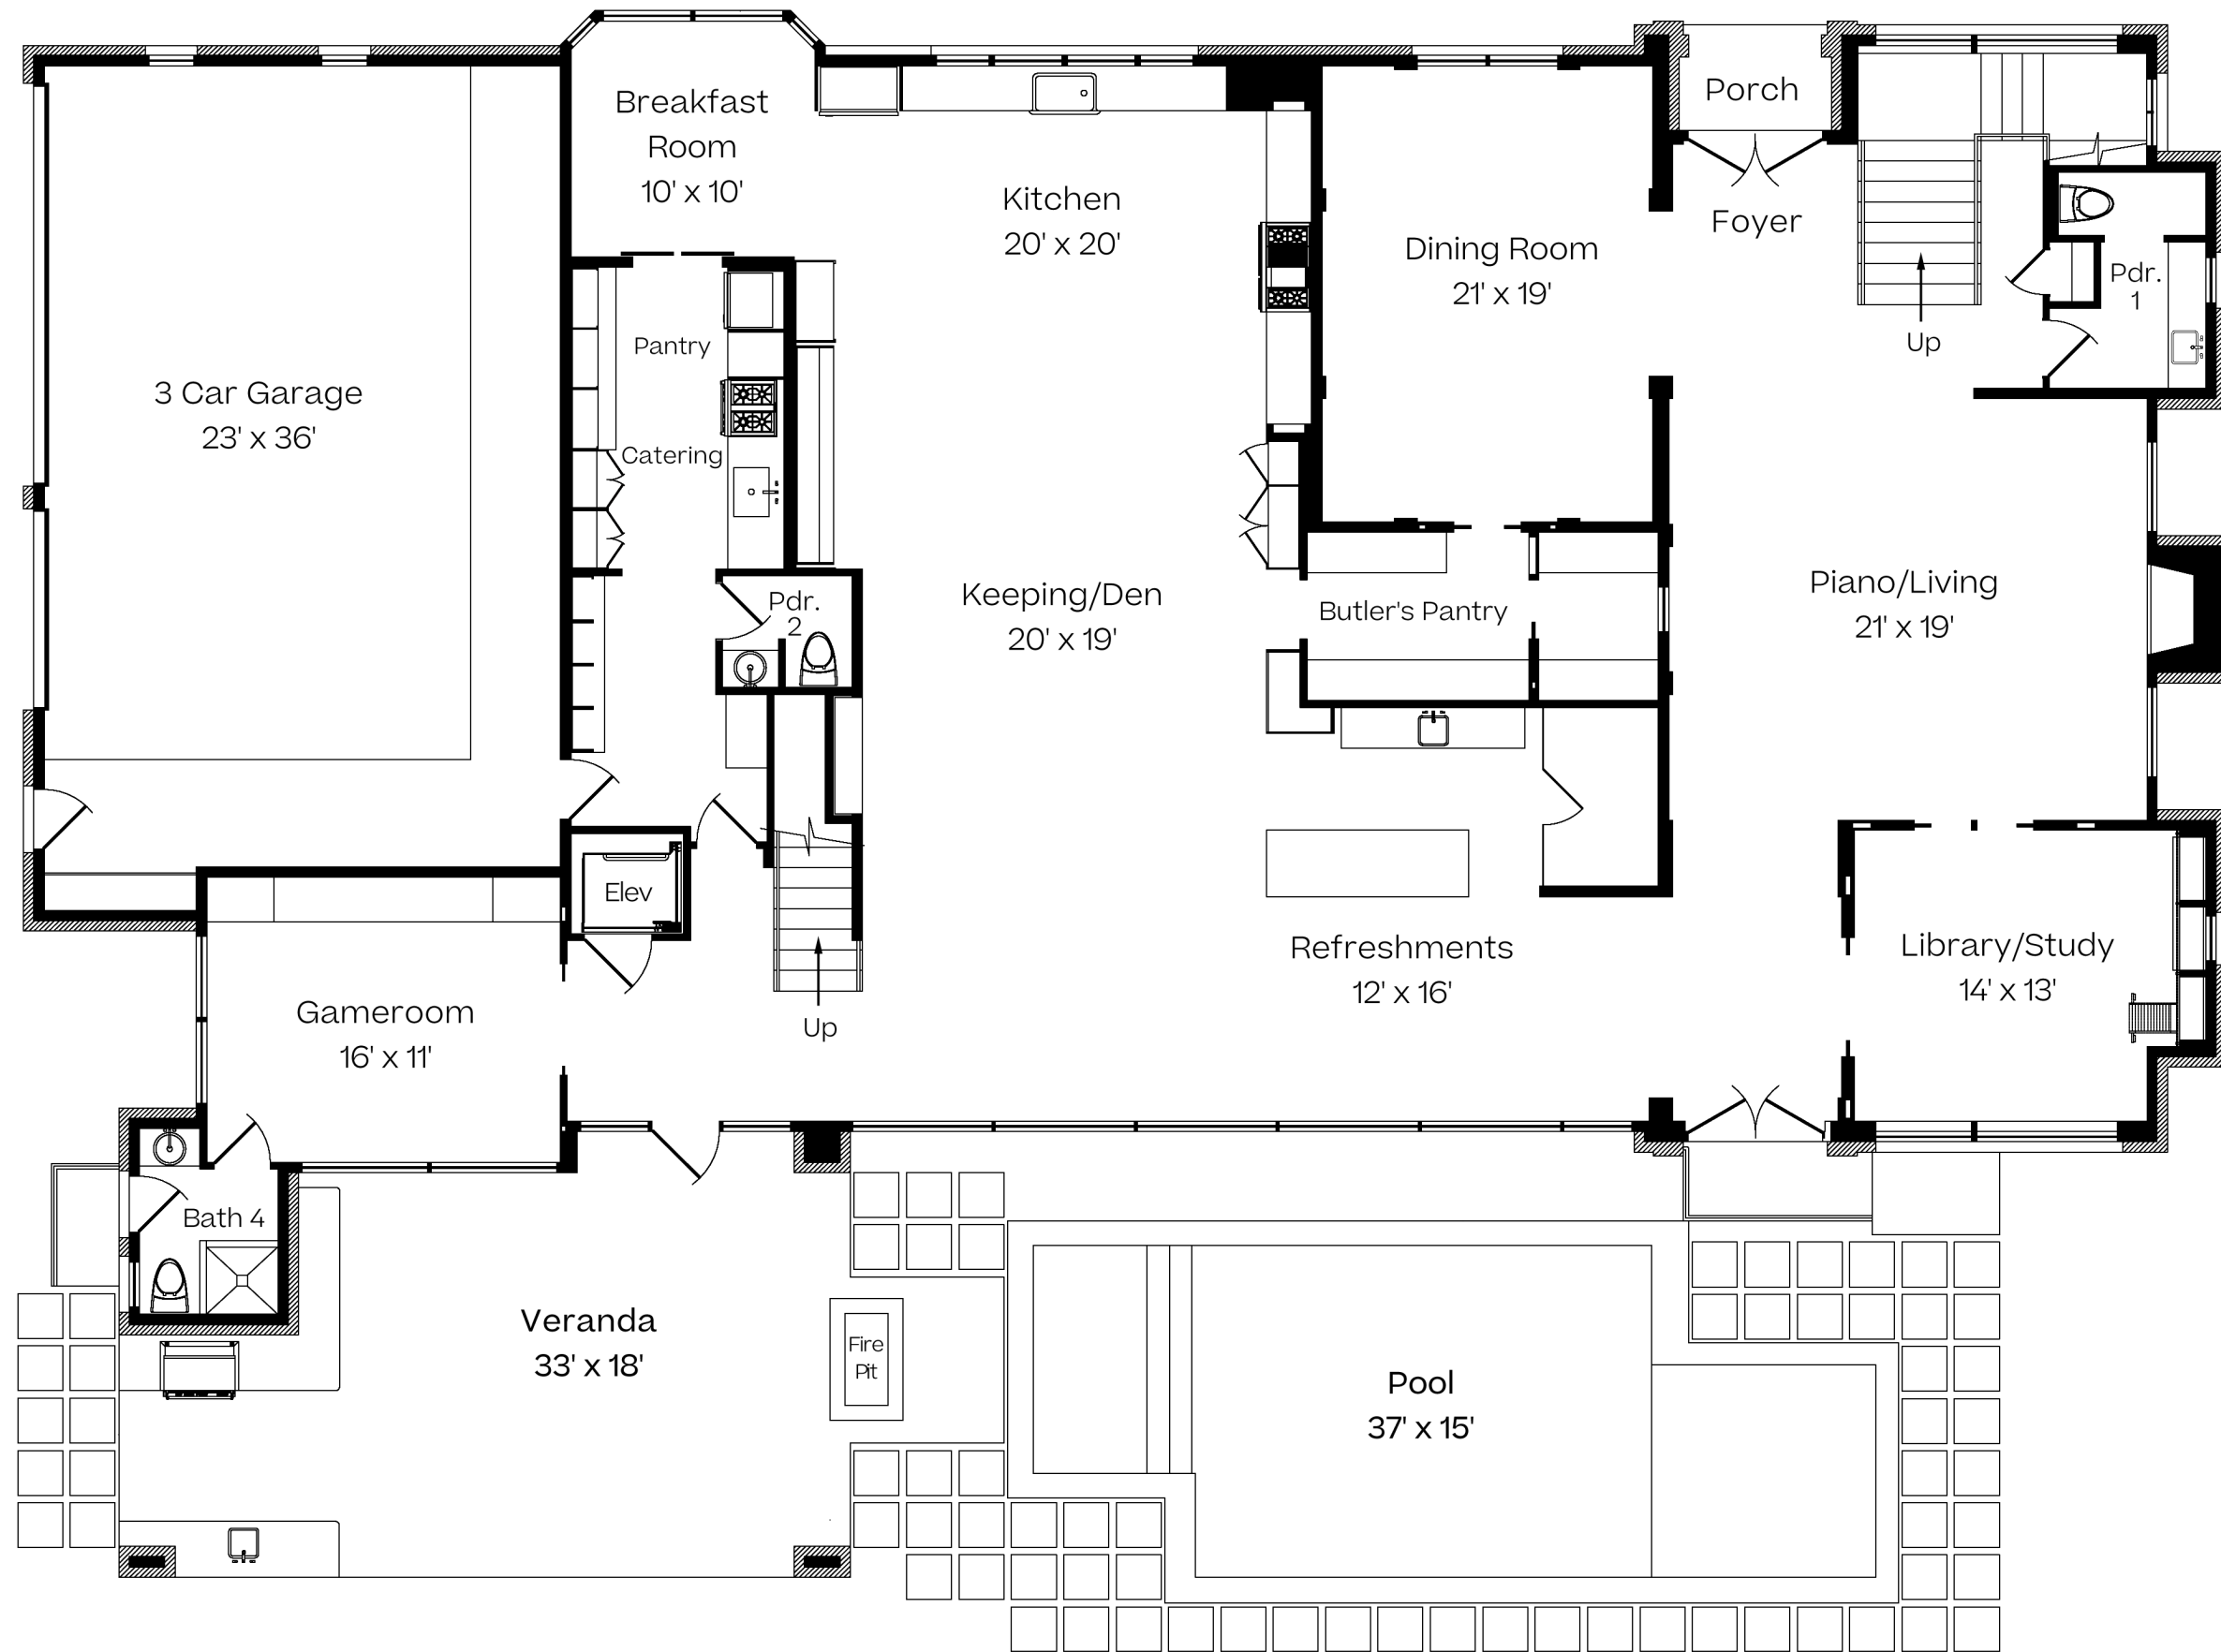 Breakfast
Room
10' x 10'
Porch
Kitchen
20' x 20'
Foyer
Dining Room
21' x 19'
Pdr.
1
Up
Pantry
3 Car Garage
23' x 36'
Catering
Pdr.
2
Keeping/Den
20' x 19'
Butler's Pantry
Piano/Living
21' x 19'
Elev
Refreshments
12' x 16'
Library/Study
14' x 13'
Gameroom
16' x 11'
Up
Bath 4
Veranda
33' x 18'
Fire
Pit
Pool
37' x 15'